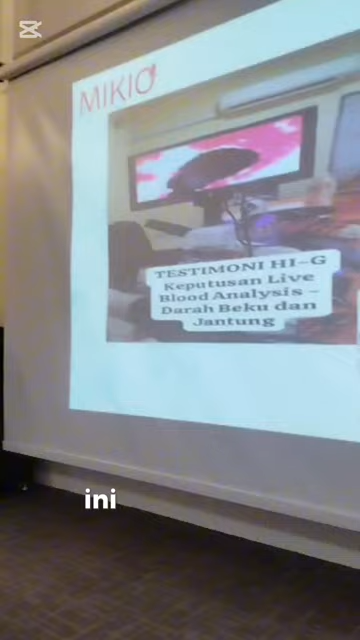 MIKIO
TESTIMONI HI-G
Keputusan Live
Blood Analysis -
Darah Beku dan
Jantung
ini